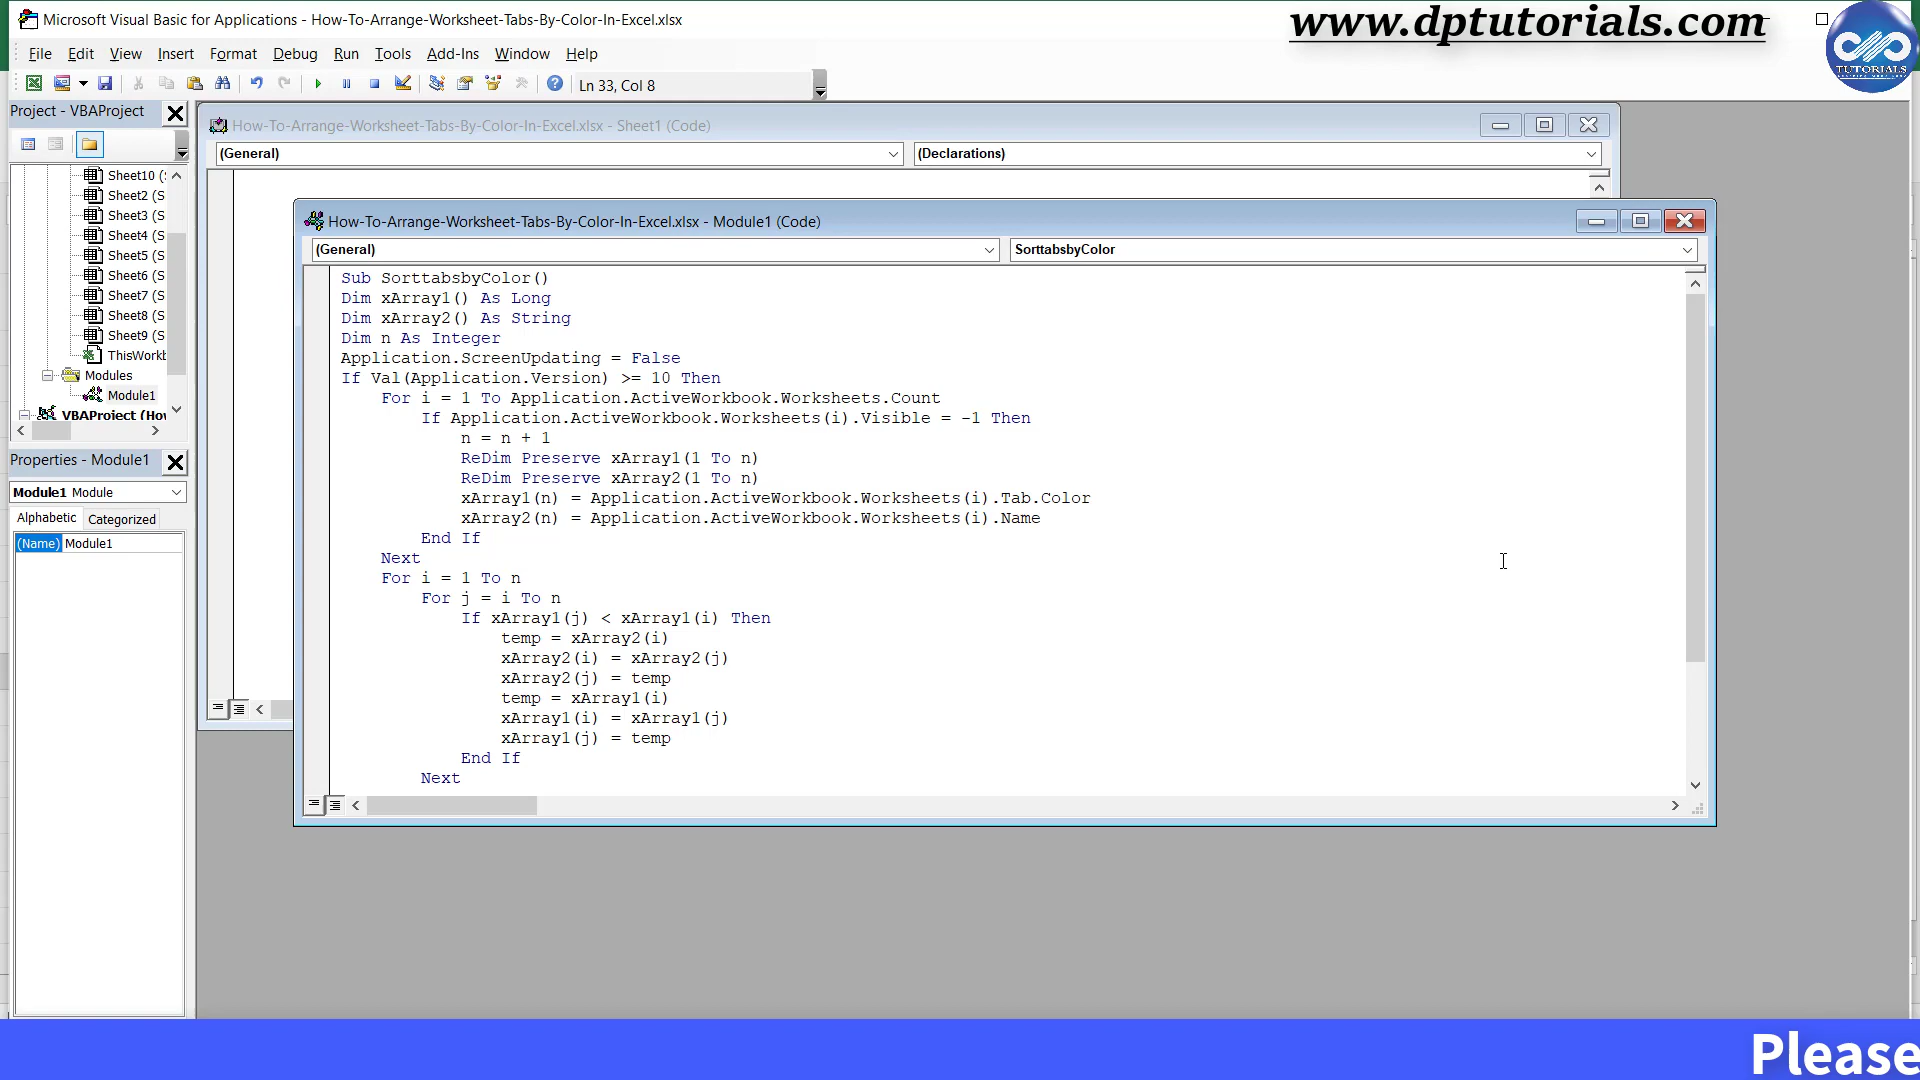 Microsoft Visual Basic for Applications - How-To-Arrange-Worksheet-Tabs-By-Color-In-Excel.xlsx
www.dptutorials.com
TUTORIALS
File Edit View Insert Format Debug Run Tools Add-Ins Window Help
Ln 33, Col 8
Project - VBAProject
How-To-Arrange-Worksheet-Tabs-By-Color-In-Excel.xlsx - Sheet1 (Code)
(General)
(Declarations)
Sheet10 (
Sheet2 (S
Sheet3 (S
Sheet4 (S
Sheet5 (S
Sheet6 (S
Sheet7 (S
Sheet8 (S
Sheet9 (S
ThisWork
Modules
Module1
VBAProject (Hov
Properties - Module1
Module1 Module
Alphabetic
Categorized
(Name) Module1
How-To-Arrange-Worksheet-Tabs-By-Color-In-Excel.xlsx - Module1 (Code)
(General)
SorttabsbyColor
Sub SorttabsbyColor()
Dim xArray1() As Long
Dim xArray2() As String
Dim n As Integer
Application.ScreenUpdating = False
If Val(Application.Version) >= 10 Then
For i = 1 To Application.ActiveWorkbook.Worksheets.Count
If Application.ActiveWorkbook.Worksheets(i).Visible = -1 Then
n = n + 1
ReDim Preserve xArray1(1 To n)
ReDim Preserve xArray2(1 To n)
xArray1(n) = Application.ActiveWorkbook.Worksheets(i).Tab.Color
xArray2(n) = Application.ActiveWorkbook.Worksheets(i).Name
End If
Next
For i = 1 To n
For j = i To n
If xArray1(j) < xArray1(i) Then
temp = xArray2(i)
xArray2(i) = xArray2(j)
xArray2(j) = temp
temp = xArray1(i)
xArray1(i) = xArray1(j)
xArray1(j) = temp
End If
Next
Please